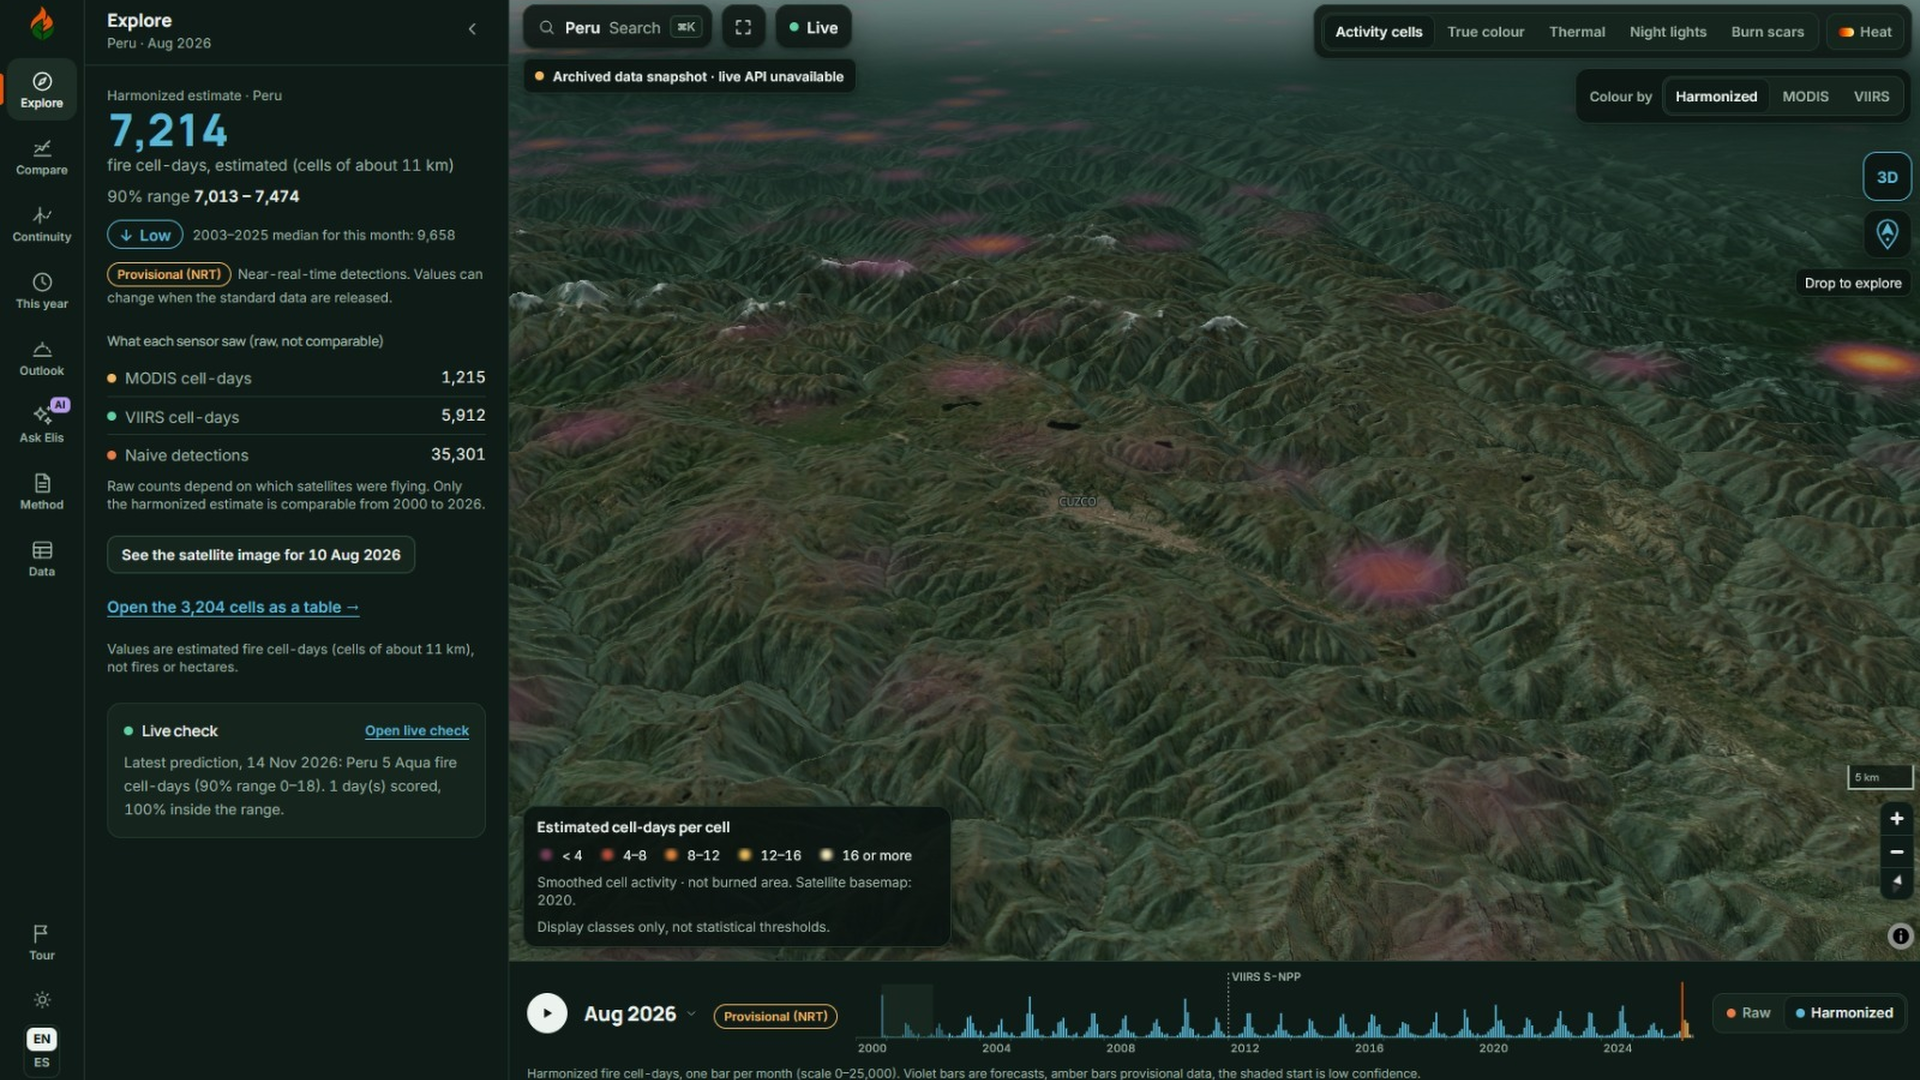 Explore
Compare
Continuity
This year
Outlook
AI
Ask Elis
Method
Data
Tour
EN
ES
Explore
Peru · Aug 2026
Harmonized estimate · Peru
7,214
fire cell-days, estimated (cells of about 11 km)
90% range 7,013 – 7,474
↓ Low 2003–2025 median for this month: 9,658
Provisional (NRT) Near-real-time detections. Values can
change when the standard data are released.
What each sensor saw (raw, not comparable)
MODIS cell-days 1,215
VIIRS cell-days 5,912
Naive detections 35,301
Raw counts depend on which satellites were flying. Only
the harmonized estimate is comparable from 2000 to 2026.
See the satellite image for 10 Aug 2026
Open the 3,204 cells as a table →
Values are estimated fire cell-days (cells of about 11 km),
not fires or hectares.
Live check Open live check
Latest prediction, 14 Nov 2026: Peru 5 Aqua fire
cell-days (90% range 0–18). 1 day(s) scored,
100% inside the range.
Peru Search ⌘K Live
Archived data snapshot · live API unavailable
Activity cells True colour Thermal Night lights Burn scars Heat
Colour by Harmonized MODIS VIIRS
3D
Drop to explore
CUZCO
5 km
Estimated cell-days per cell
< 4 4–8 8–12 12–16 16 or more
Smoothed cell activity · not burned area. Satellite basemap:
2020.
Display classes only, not statistical thresholds.
VIIRS S-NPP
Aug 2026 Provisional (NRT) Raw Harmonized
2000 2004 2008 2012 2016 2020 2024
Harmonized fire cell-days, one bar per month (scale 0–25,000). Violet bars are forecasts, amber bars provisional data, the shaded start is low confidence.